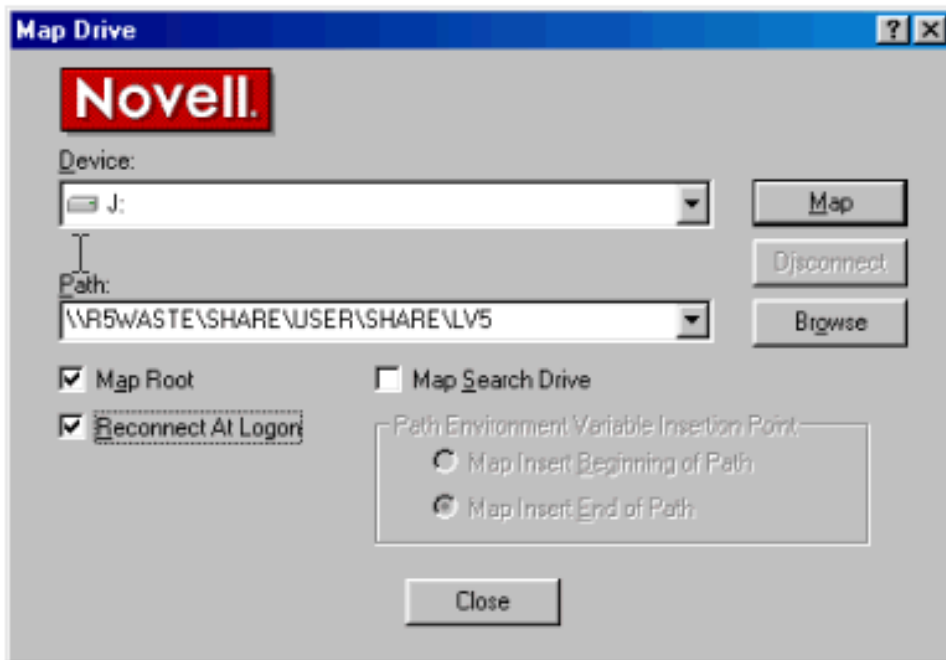 Map Drive
Novell.
Device:
J:
Map
Disconnect
Path:
\\R5WASTE\SHARE\USER\SHARE\LV5
Browse
Map Root
Map Search Drive
Reconnect At Logon
Path Environment Variable Insertion Point
Map Insert Beginning of Path
Map Insert End of Path
Close